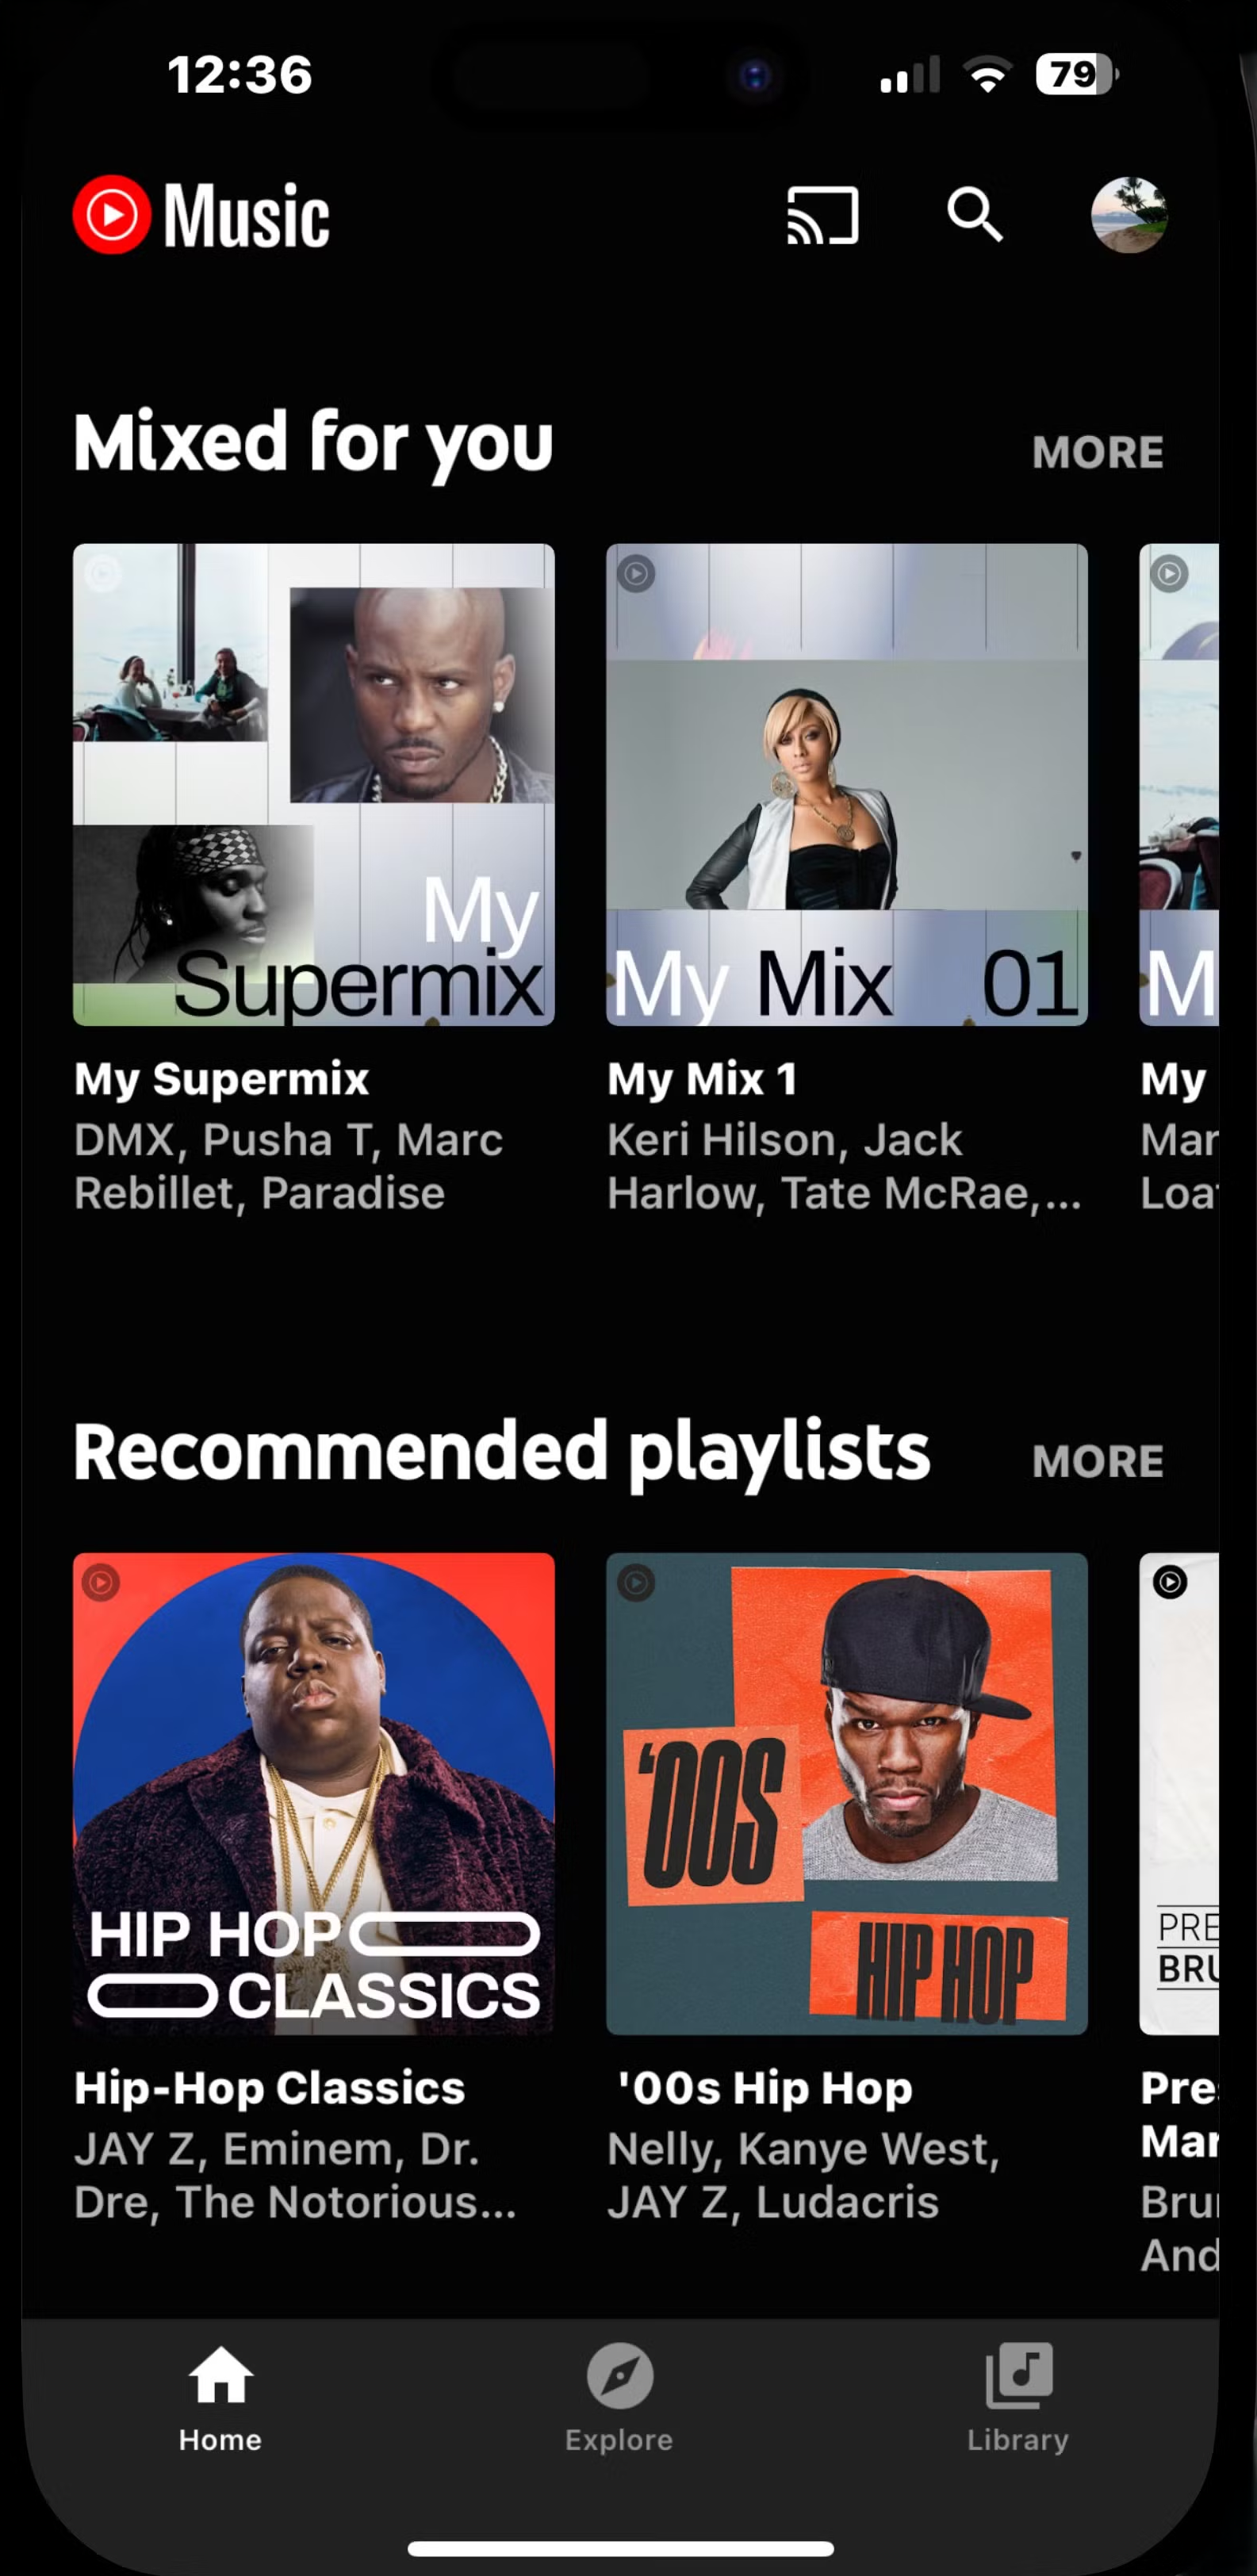 12:36
79
Music
Mixed for you
MORE
My
Supermix
My Mix 01
M
My Supermix
DMX, Pusha T, Marc
Rebillet, Paradise
My Mix 1
Keri Hilson, Jack
Harlow, Tate McRae,...
My
Mar
Loa
Recommended playlists
MORE
HIP HOP
CLASSICS
'00S
HIP HOP
PRE
BRU
Hip-Hop Classics
JAY Z, Eminem, Dr.
Dre, The Notorious...
'00s Hip Hop
Nelly, Kanye West,
JAY Z, Ludacris
Pre
Mar
Bru
And
Home
Explore
Library